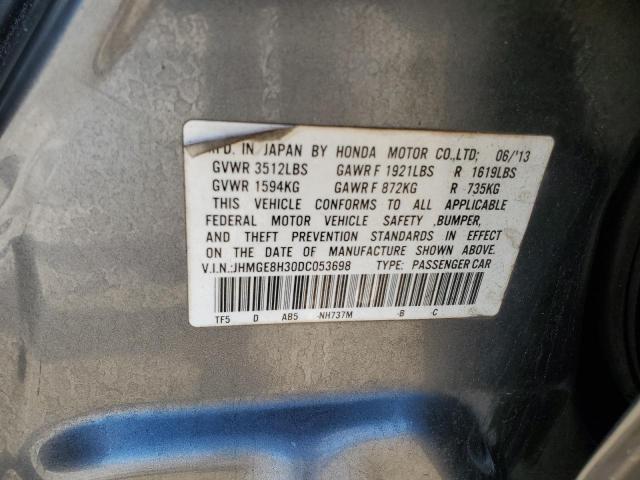 MFD. IN JAPAN BY HONDA MOTOR CO.,LTD; 06/'13
GVWR 3512LBS GAWR F 1921LBS R 1619LBS
GVWR 1594KG GAWR F 872KG R 735KG
THIS VEHICLE CONFORMS TO ALL APPLICABLE
FEDERAL MOTOR VEHICLE SAFETY ,BUMPER,
AND THEFT PREVENTION STANDARDS IN EFFECT
ON THE DATE OF MANUFACTURE SHOWN ABOVE.
V.I.N.:JHMGE8H30DC053698 TYPE: PASSENGER CAR
TF5 D AB5 -NH737M -B -C